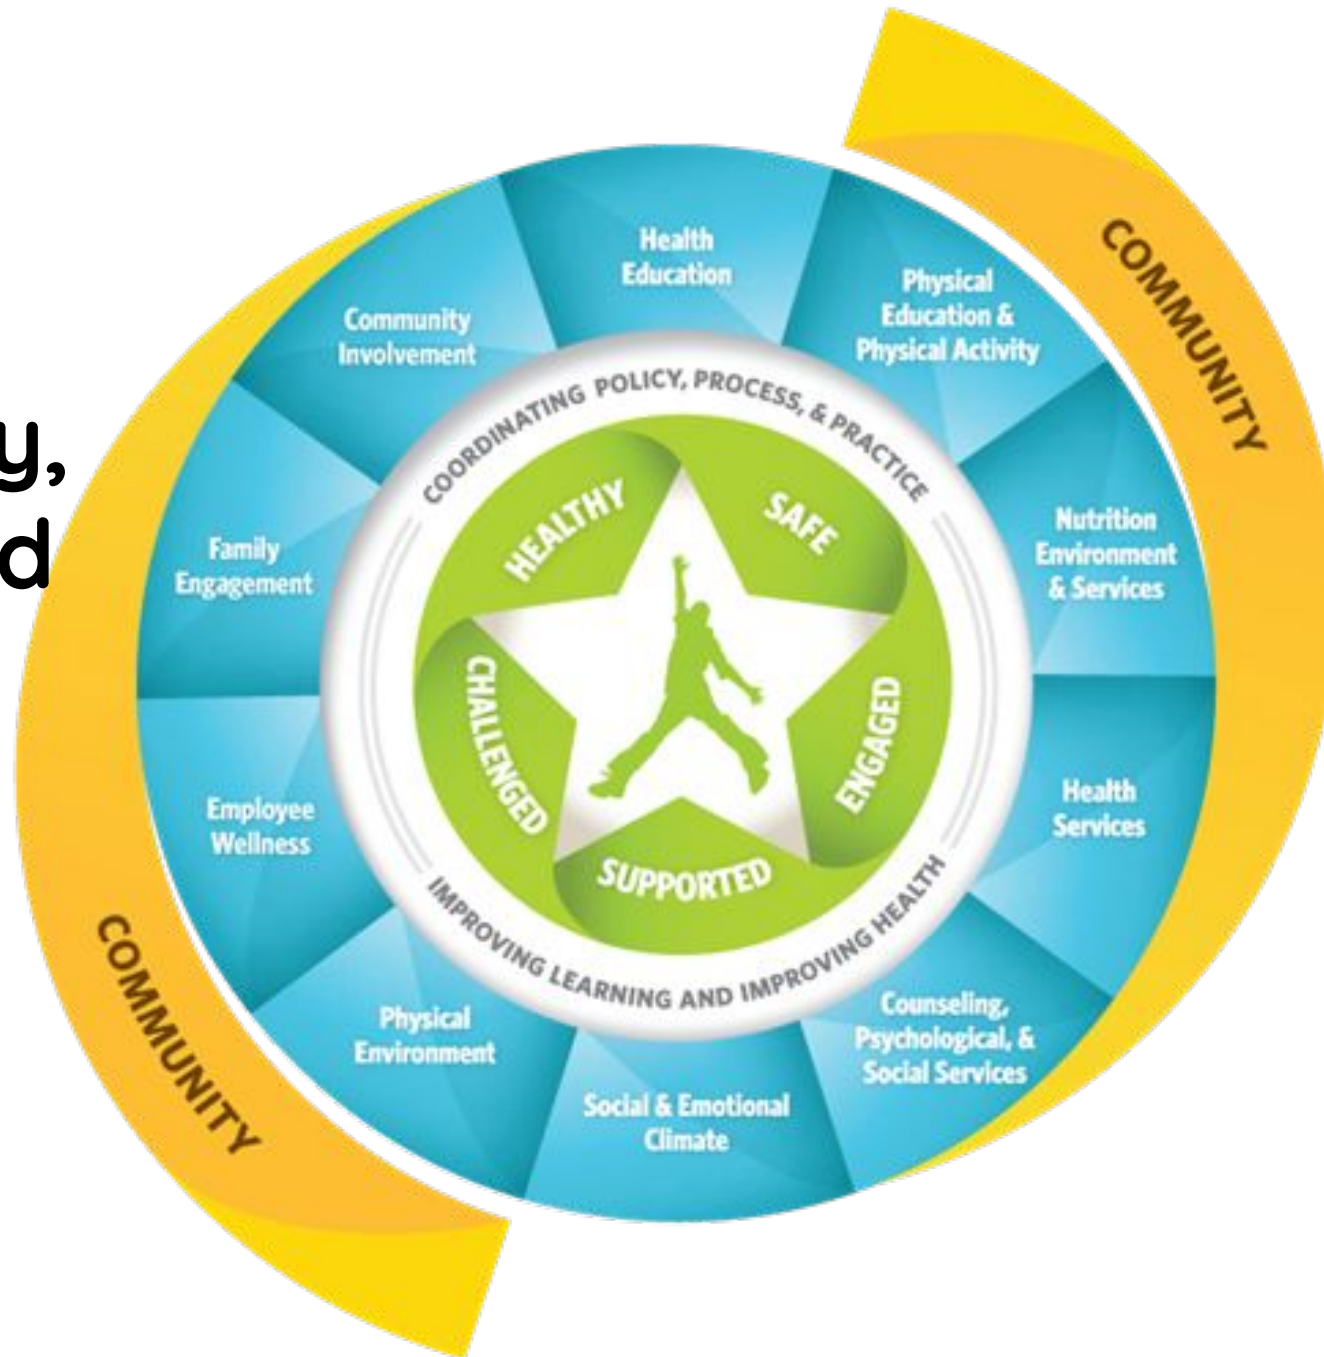 y,
d
COMMUNITY
Health
Education
Physical
Education &
Physical Activity
Nutrition
Environment
& Services
Health
Services
Counseling,
Psychological, &
Social Services
Social & Emotional
Climate
Physical
Environment
Employee
Wellness
Family
Engagement
Community
Involvement
COORDINATING POLICY, PROCESS, & PRACTICE
IMPROVING LEARNING AND IMPROVING HEALTH
HEALTHY
SAFE
ENGAGED
SUPPORTED
CHALLENGED
COMMUNITY